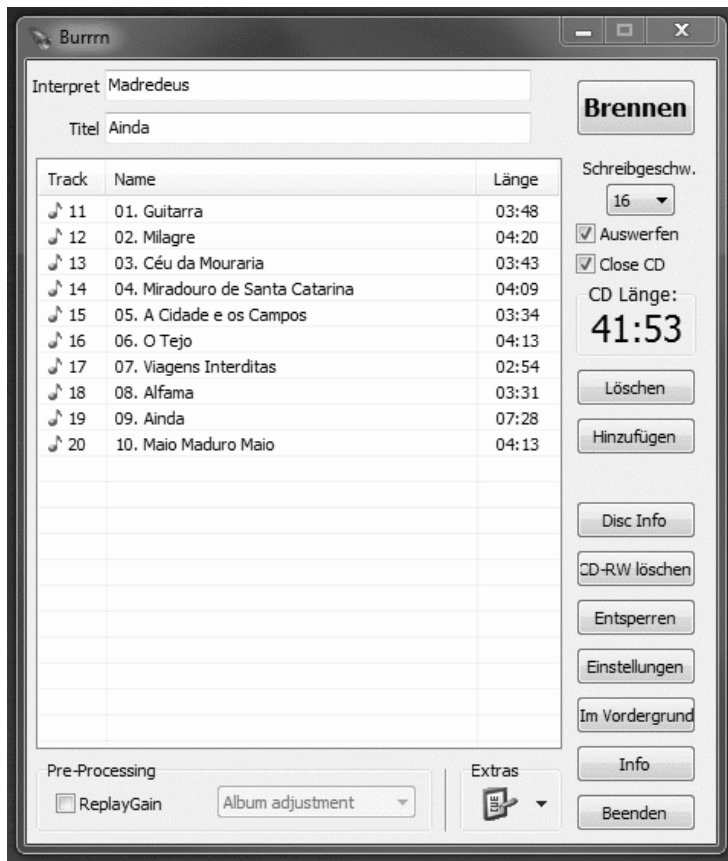 Burrrn
Interpret Madredeus
Titel Ainda
Brennen
Track Name Länge
11 01. Guitarra 03:48
12 02. Milagre 04:20
13 03. Céu da Mouraria 03:43
14 04. Miradouro de Santa Catarina 04:09
15 05. A Cidade e os Campos 03:34
16 06. O Tejo 04:13
17 07. Viagens Interditas 02:54
18 08. Alfama 03:31
19 09. Ainda 07:28
20 10. Maio Maduro Maio 04:13
Schreibgeschw.
16
Auswerfen
Close CD
CD Länge:
41:53
Löschen
Hinzufügen
Disc Info
CD-RW löschen
Entsperren
Einstellungen
Im Vordergrund
Info
Beenden
Pre-Processing
ReplayGain Album adjustment
Extras